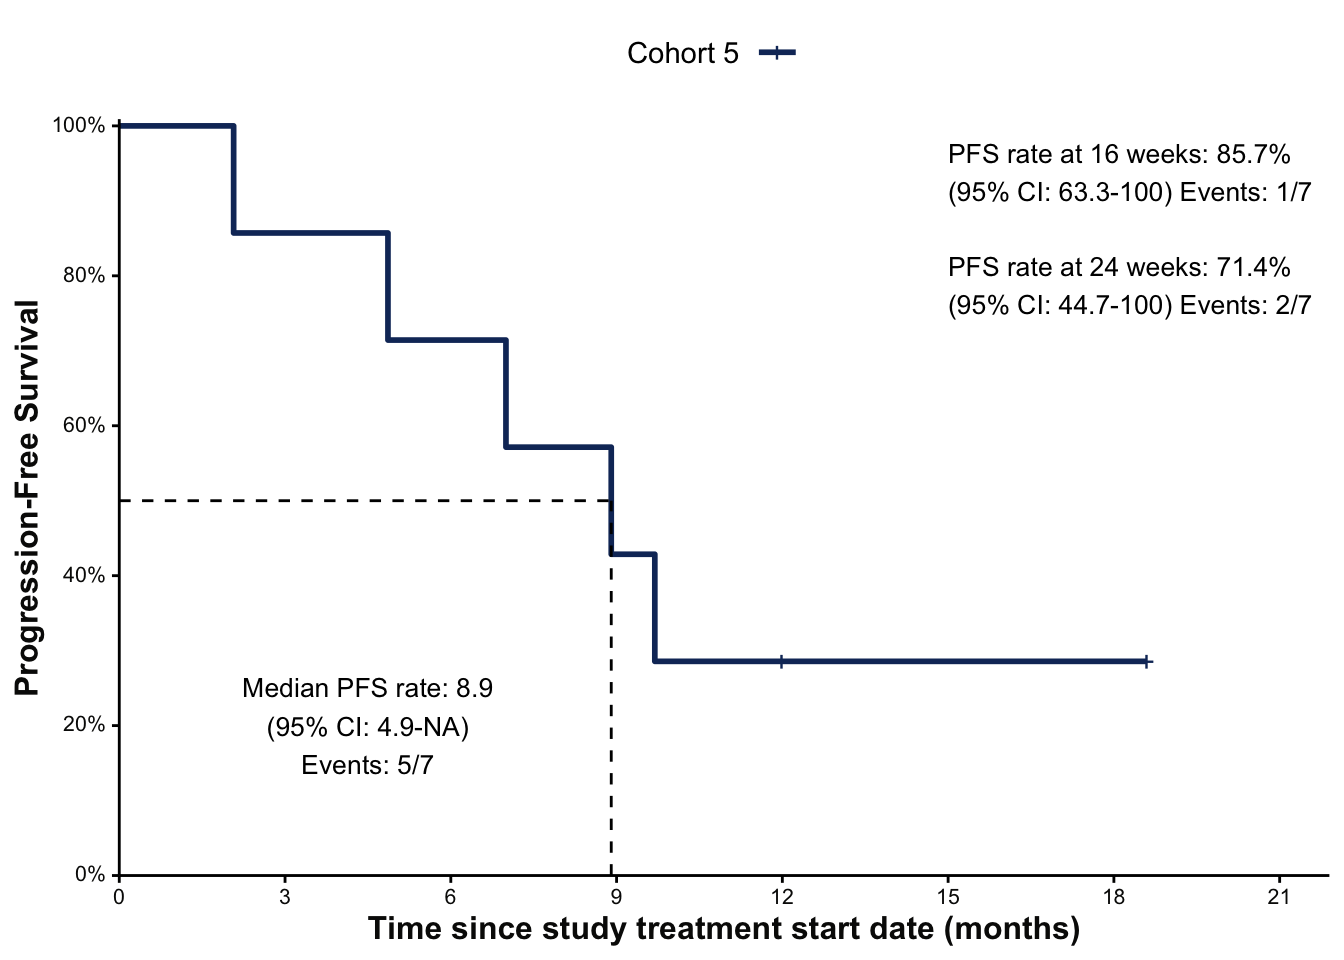 Cohort 5
100%
80%
60%
40%
20%
0%
Progression-Free Survival
PFS rate at 16 weeks: 85.7%
(95% CI: 63.3-100) Events: 1/7
PFS rate at 24 weeks: 71.4%
(95% CI: 44.7-100) Events: 2/7
Median PFS rate: 8.9
(95% CI: 4.9-NA)
Events: 5/7
0 3 6 9 12 15 18 21
Time since study treatment start date (months)